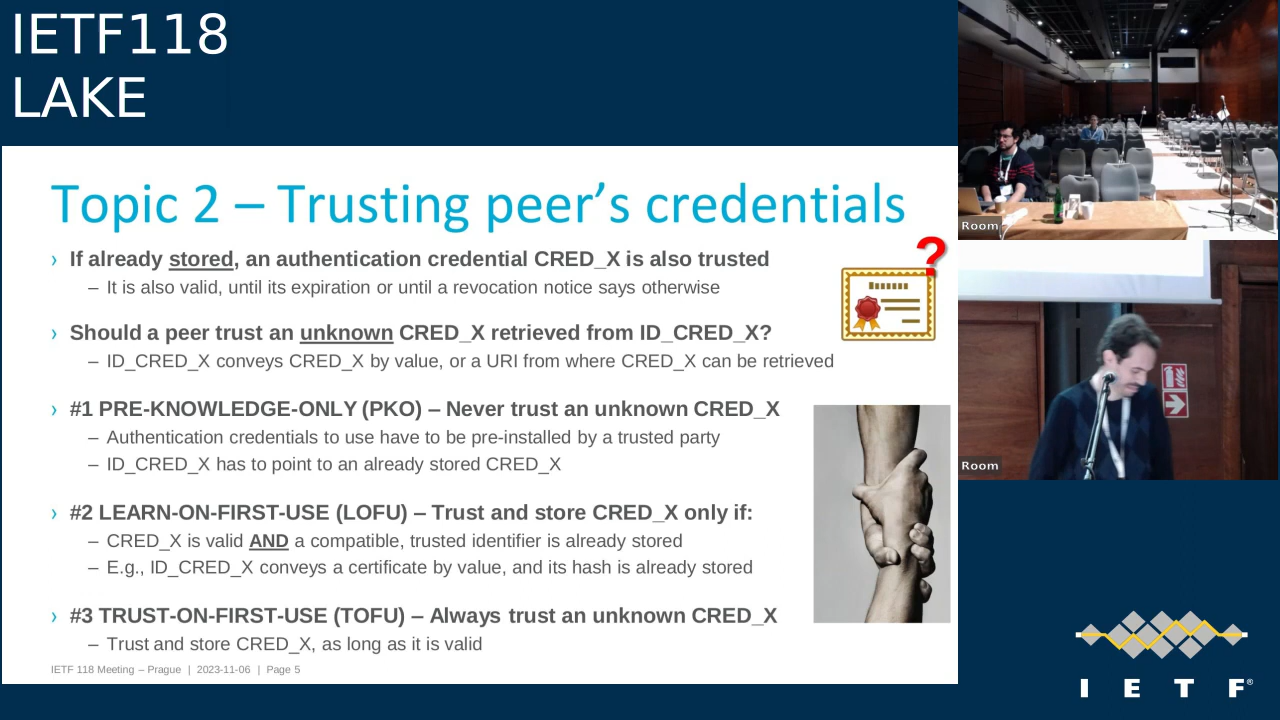 IETF118
LAKE
Topic 2 – Trusting peer’s credentials
› If already stored, an authentication credential CRED_X is also trusted
– It is also valid, until its expiration or until a revocation notice says otherwise
› Should a peer trust an unknown CRED_X retrieved from ID_CRED_X?
– ID_CRED_X conveys CRED_X by value, or a URI from where CRED_X can be retrieved
› #1 PRE-KNOWLEDGE-ONLY (PKO) – Never trust an unknown CRED_X
– Authentication credentials to use have to be pre-installed by a trusted party
– ID_CRED_X has to point to an already stored CRED_X
› #2 LEARN-ON-FIRST-USE (LOFU) – Trust and store CRED_X only if:
– CRED_X is valid AND a compatible, trusted identifier is already stored
– E.g., ID_CRED_X conveys a certificate by value, and its hash is already stored
› #3 TRUST-ON-FIRST-USE (TOFU) – Always trust an unknown CRED_X
– Trust and store CRED_X, as long as it is valid
IETF 118 Meeting – Prague | 2023-11-06 | Page 5
?
Room
Room
I E T F®